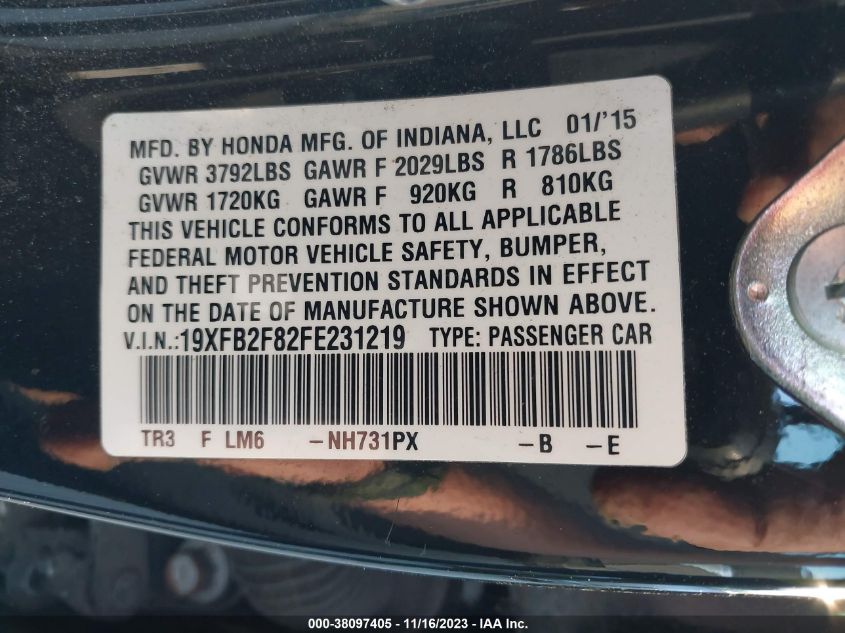 MFD. BY HONDA MFG. OF INDIANA, LLC 01/'15
GVWR 3792LBS GAWR F 2029LBS R 1786LBS
GVWR 1720KG GAWR F 920KG R 810KG
THIS VEHICLE CONFORMS TO ALL APPLICABLE
FEDERAL MOTOR VEHICLE SAFETY, BUMPER,
AND THEFT PREVENTION STANDARDS IN EFFECT
ON THE DATE OF MANUFACTURE SHOWN ABOVE.
V.I.N.:19XFB2F82FE231219 TYPE: PASSENGER CAR
TR3 F LM6 -NH731PX -B -E
000-38097405 - 11/16/2023 - IAA Inc.